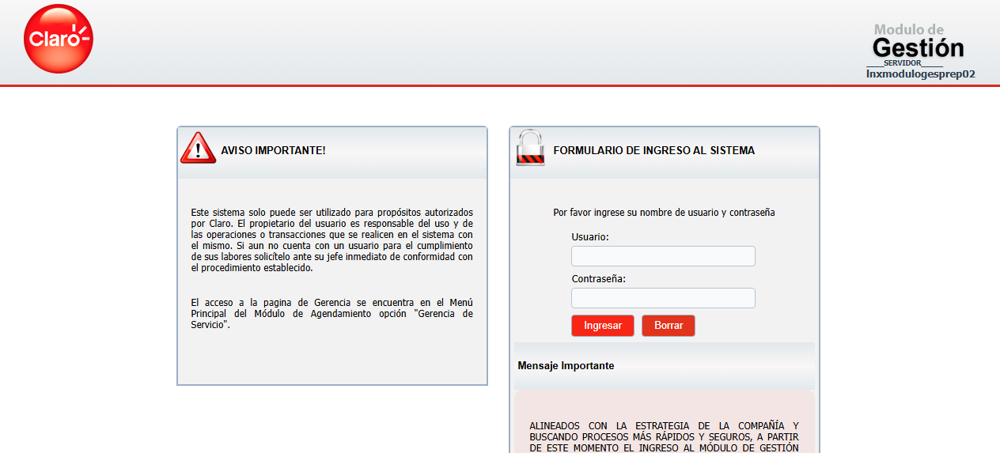 Claro
Modulo de
Gestión
____SERVIDOR_____
lnxmodulogesprep02
AVISO IMPORTANTE!
Este sistema solo puede ser utilizado para propósitos autorizados
por Claro. El propietario del usuario es responsable del uso y de
las operaciones o transacciones que se realicen en el sistema con
el mismo. Si aun no cuenta con un usuario para el cumplimiento
de sus labores solicítelo ante su jefe inmediato de conformidad con
el procedimiento establecido.
El acceso a la pagina de Gerencia se encuentra en el Menú
Principal del Módulo de Agendamiento opción "Gerencia de
Servicio".
FORMULARIO DE INGRESO AL SISTEMA
Por favor ingrese su nombre de usuario y contraseña
Usuario:
Contraseña:
Ingresar Borrar
Mensaje Importante
ALINEADOS CON LA ESTRATEGIA DE LA COMPAÑÍA Y
BUSCANDO PROCESOS MÁS RÁPIDOS Y SEGUROS, A PARTIR
DE ESTE MOMENTO EL INGRESO AL MÓDULO DE GESTIÓN